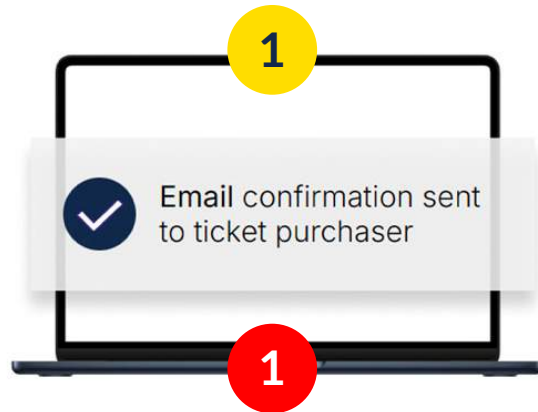 1
Email confirmation sent
to ticket purchaser
1